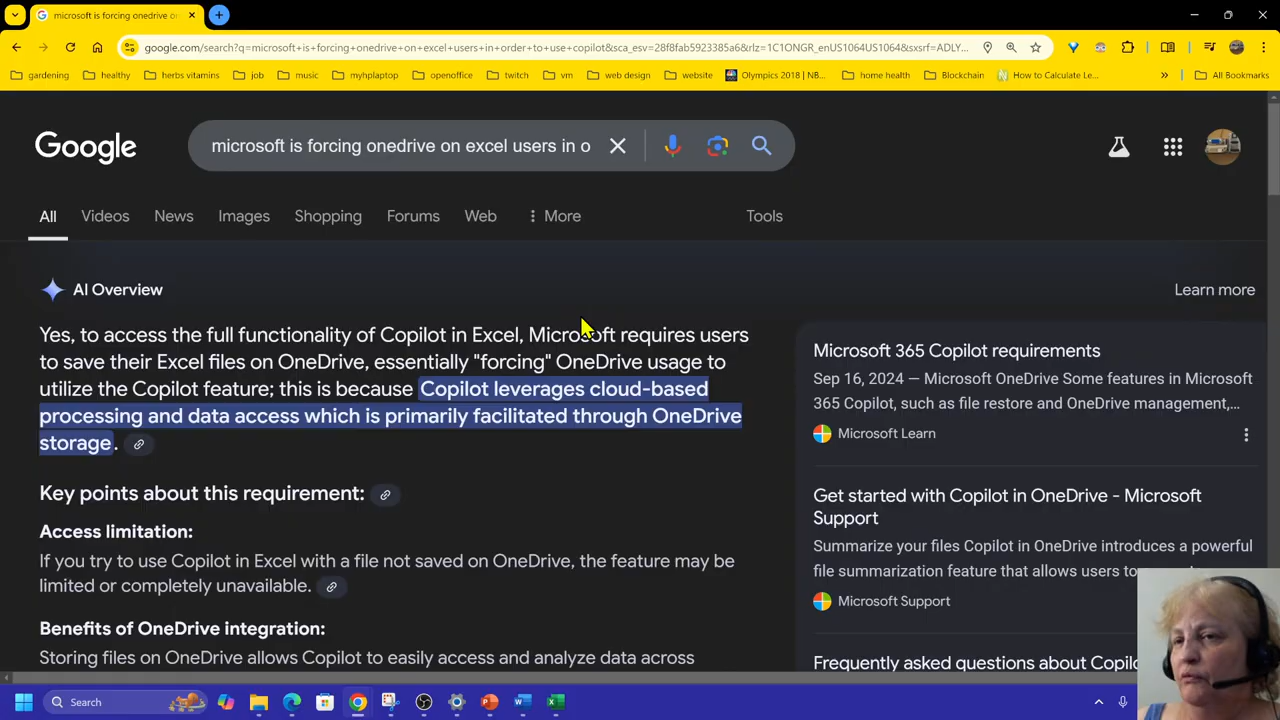 microsoft is forcing onedrive o
google.com/search?q=microsoft+is+forcing+onedrive+on+excel+users+in+order+to+use+copilot&sca_esv=28f8fab5923385a6&rlz=1C1ONGR_enUS1064US1064&sxsrf=ADLY...
gardening
healthy
herbs vitamins
job
music
myhplaptop
openoffice
twitch
vm
web design
website
Olympics 2018 | NB...
home health
Blockchain
How to Calculate Le...
All Bookmarks
Google
microsoft is forcing onedrive on excel users in o
All
Videos
News
Images
Shopping
Forums
Web
More
Tools
AI Overview
Learn more
Yes, to access the full functionality of Copilot in Excel, Microsoft requires users
to save their Excel files on OneDrive, essentially "forcing" OneDrive usage to
utilize the Copilot feature; this is because Copilot leverages cloud-based
processing and data access which is primarily facilitated through OneDrive
storage.
Key points about this requirement:
Access limitation:
If you try to use Copilot in Excel with a file not saved on OneDrive, the feature may be
limited or completely unavailable.
Benefits of OneDrive integration:
Storing files on OneDrive allows Copilot to easily access and analyze data across
Microsoft 365 Copilot requirements
Sep 16, 2024 — Microsoft OneDrive Some features in Microsoft
365 Copilot, such as file restore and OneDrive management,...
Microsoft Learn
Get started with Copilot in OneDrive - Microsoft
Support
Summarize your files Copilot in OneDrive introduces a powerful
file summarization feature that allows users to
Microsoft Support
Frequently asked questions about Copilo
Search